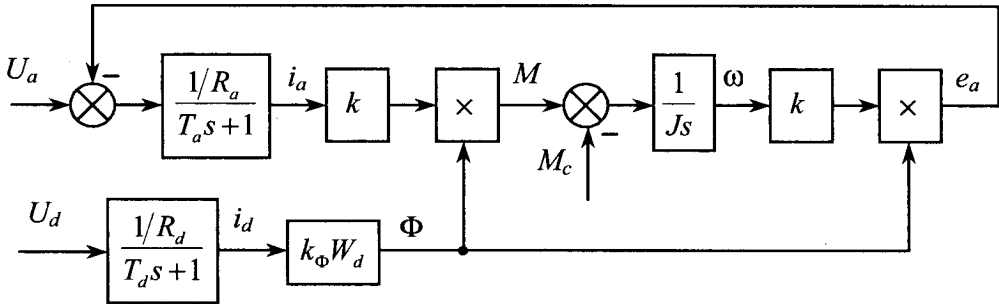 U_a
−
1/R_a
T_a s + 1
i_a
k
×
M
−
M_c
1
Js
ω
k
×
e_a
U_d
1/R_d
T_d s + 1
i_d
k_Φ W_d
Φ